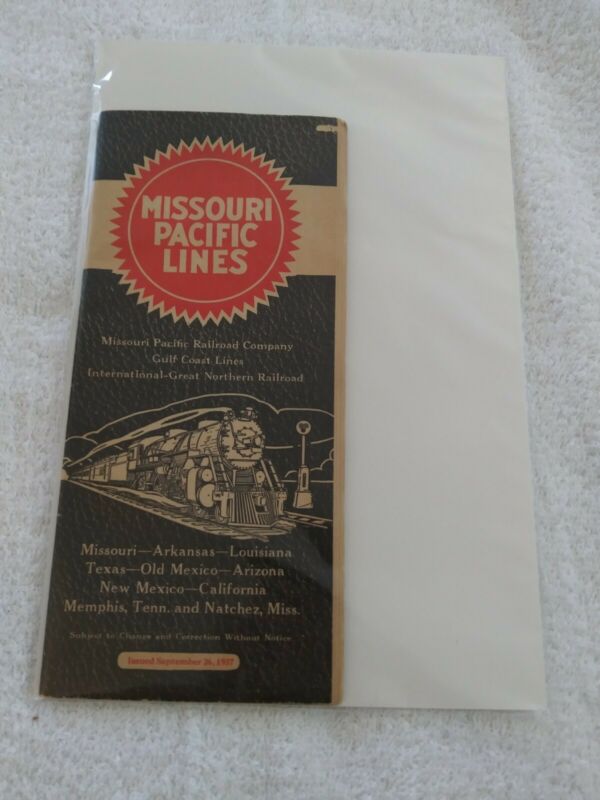 MISSOURI
PACIFIC
LINES
Missouri Pacific Railroad Company
Gulf Coast Lines
International-Great Northern Railroad
Missouri—Arkansas—Louisiana
Texas—Old Mexico—Arizona
New Mexico—California
Memphis, Tenn. and Natchez, Miss.
Subject to Change and Correction Without Notice
Issued September 26, 1937